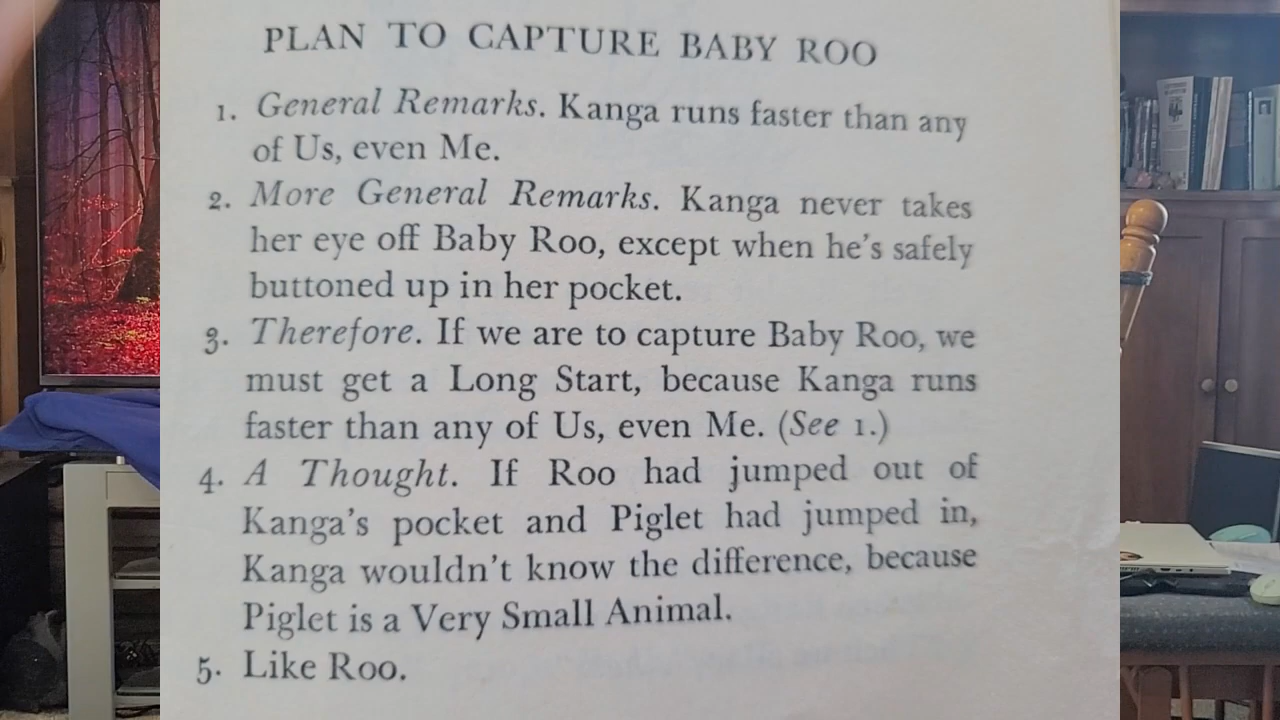 PLAN TO CAPTURE BABY ROO
1. General Remarks. Kanga runs faster than any
of Us, even Me.
2. More General Remarks. Kanga never takes
her eye off Baby Roo, except when he's safely
buttoned up in her pocket.
3. Therefore. If we are to capture Baby Roo, we
must get a Long Start, because Kanga runs
faster than any of Us, even Me. (See 1.)
4. A Thought. If Roo had jumped out of
Kanga's pocket and Piglet had jumped in,
Kanga wouldn't know the difference, because
Piglet is a Very Small Animal.
5. Like Roo.